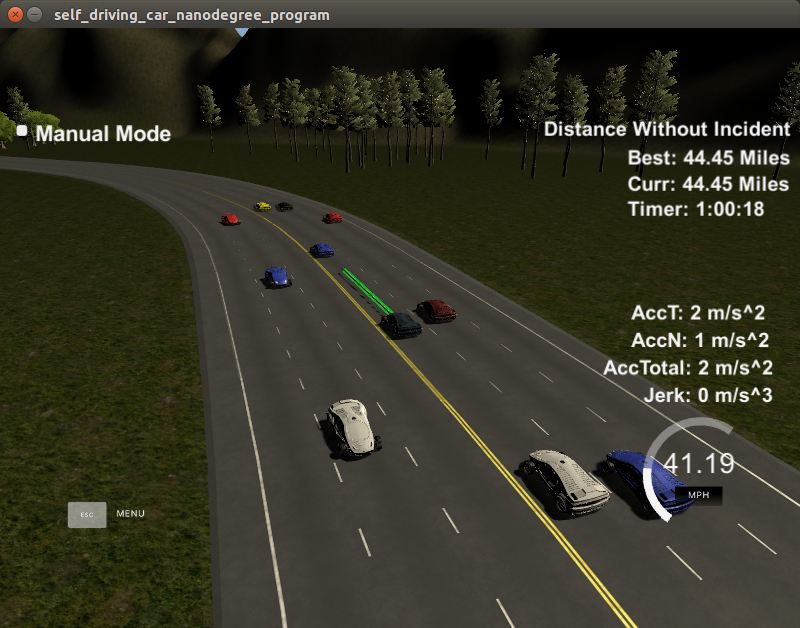 self_driving_car_nanodegree_program
Manual Mode
Distance Without Incident
Best: 44.45 Miles
Curr: 44.45 Miles
Timer: 1:00:18
AccT: 2 m/s^2
AccN: 1 m/s^2
AccTotal: 2 m/s^2
Jerk: 0 m/s^3
41.19
MPH
ESC
MENU